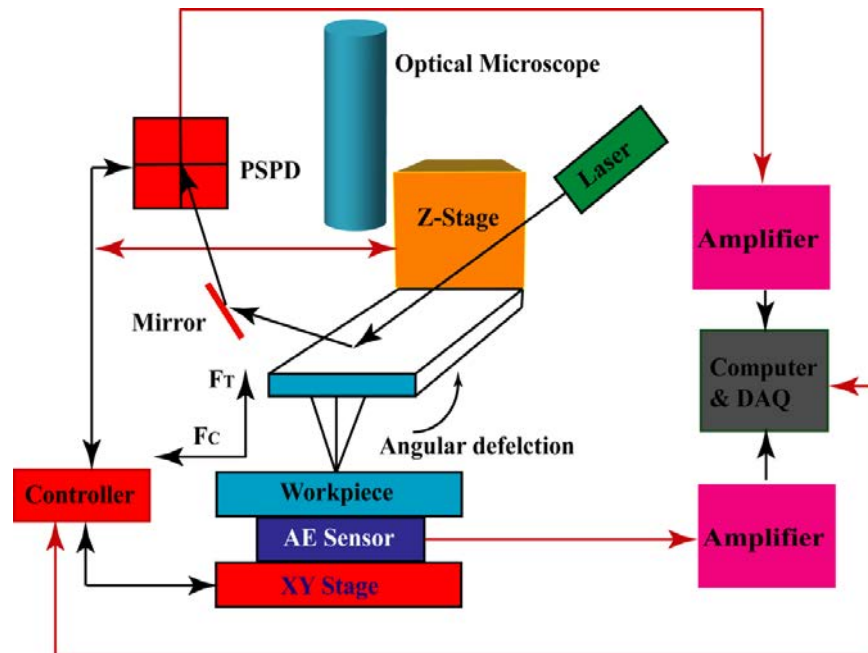 Optical Microscope
PSPD
Laser
Z-Stage
Amplifier
Mirror
Computer
& DAQ
FT
FC
Angular defelction
Controller
Workpiece
AE Sensor
Amplifier
XY Stage